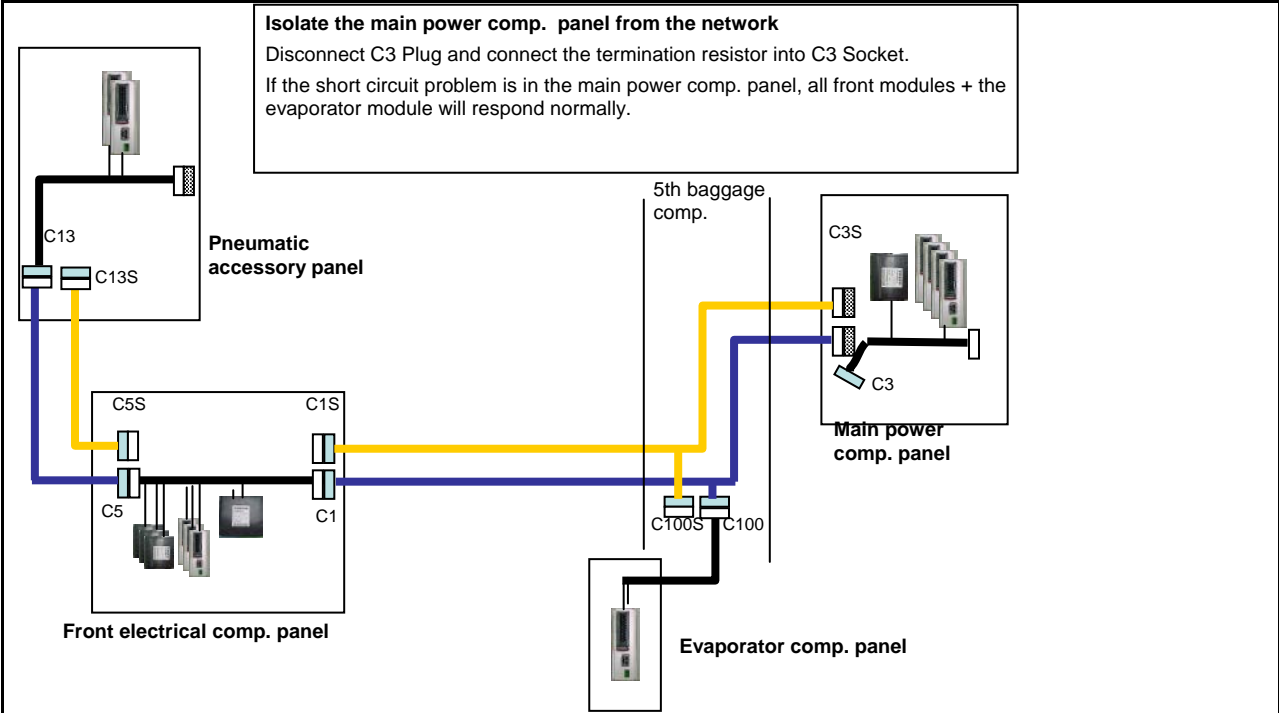 Isolate the main power comp. panel from the network
Disconnect C3 Plug and connect the termination resistor into C3 Socket.
If the short circuit problem is in the main power comp. panel, all front modules + the
evaporator module will respond normally.
5th baggage
comp.
C3S
C13
Pneumatic
accessory panel
C13S
C3
C5S
C1S
Main power
comp. panel
C5
C1
C100S
C100
Front electrical comp. panel
Evaporator comp. panel